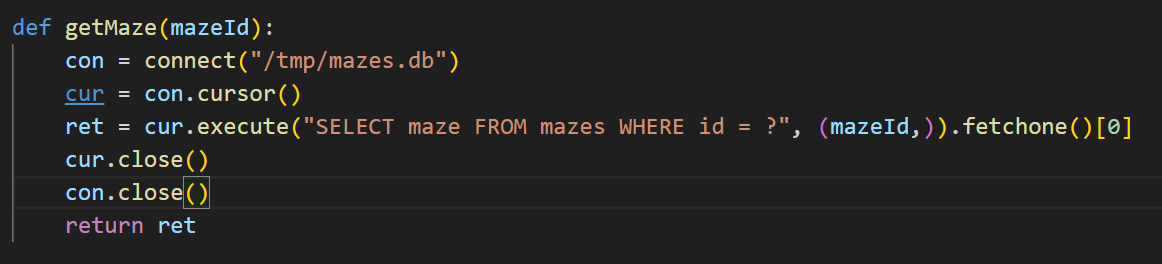 def getMaze(mazeId):
    con = connect("/tmp/mazes.db")
    cur = con.cursor()
    ret = cur.execute("SELECT maze FROM mazes WHERE id = ?", (mazeId,)).fetchone()[0]
    cur.close()
    con.close()
    return ret